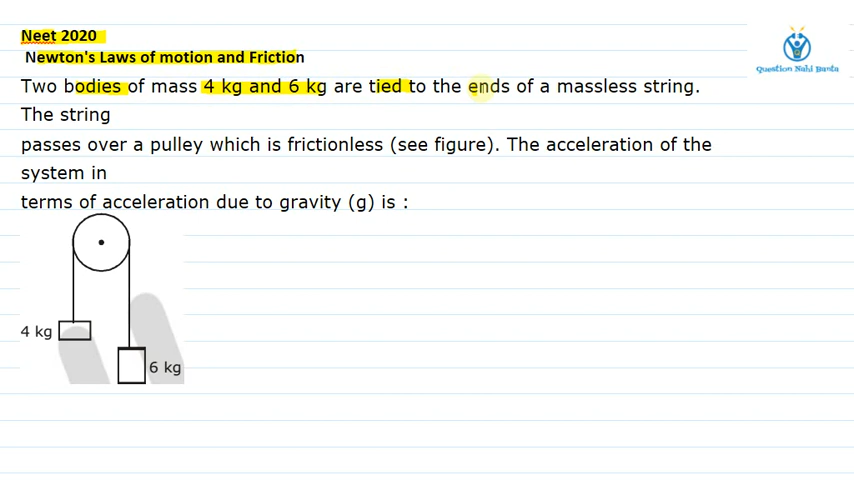 Neet 2020
Newton's Laws of motion and Friction
Question Nahi Banta
Two bodies of mass 4 kg and 6 kg are tied to the ends of a massless string.
The string
passes over a pulley which is frictionless (see figure). The acceleration of the
system in
terms of acceleration due to gravity (g) is :
4 kg
6 kg